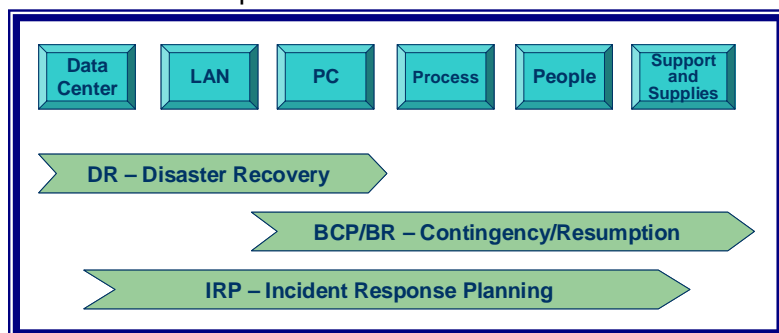 Data
Center
LAN
PC
Process
People
Support
and
Supplies
DR – Disaster Recovery
BCP/BR – Contingency/Resumption
IRP – Incident Response Planning